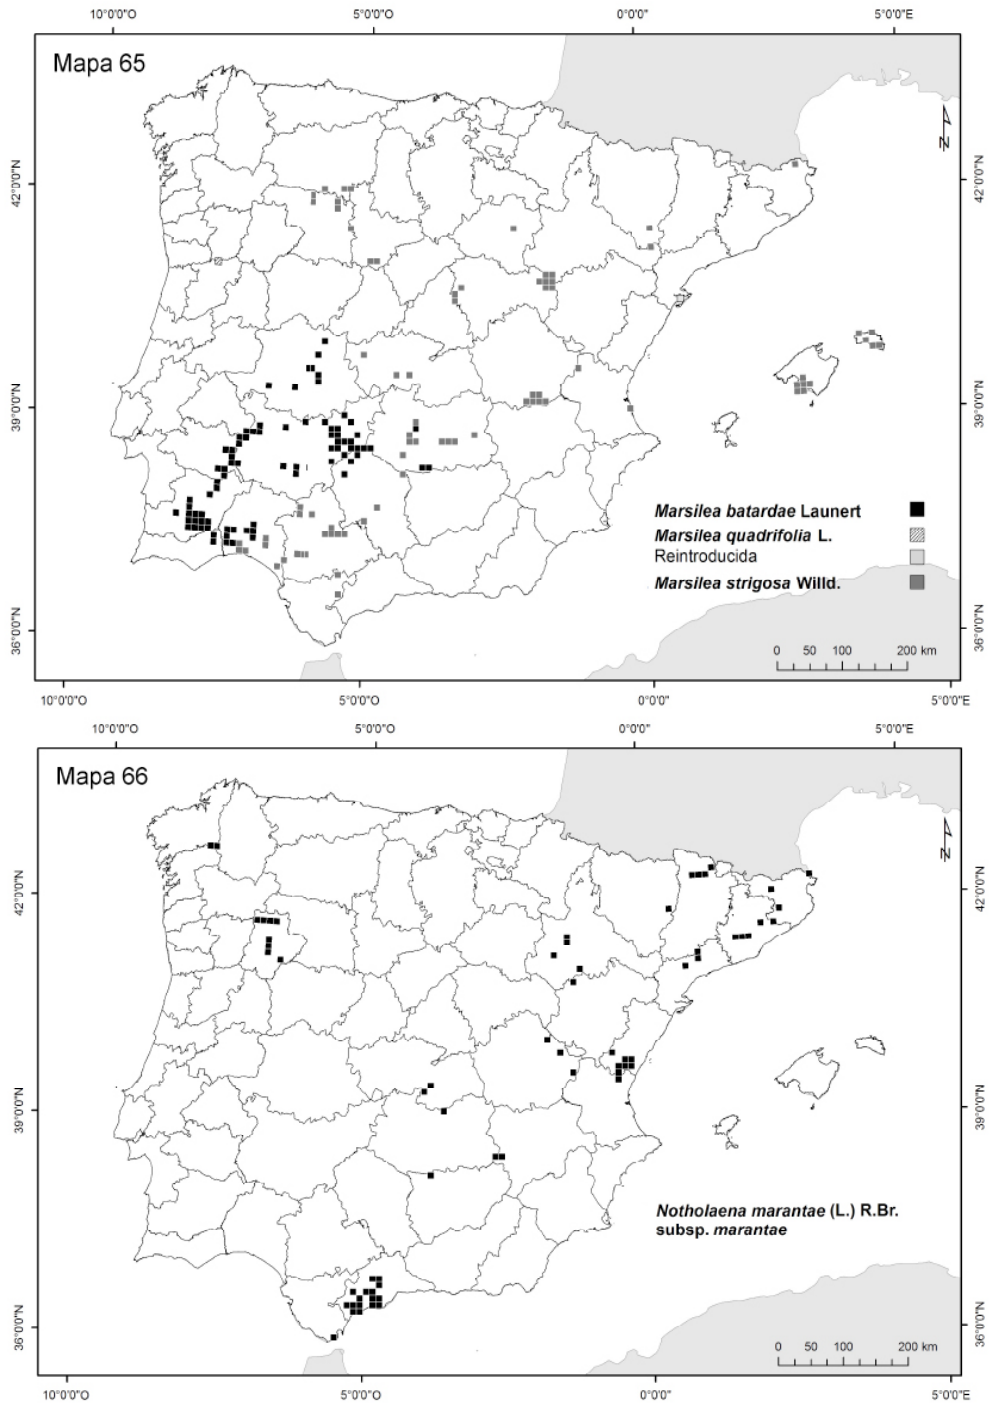 10°0'0"O 5°0'0"O 0°0'0" 5°0'0"E
Mapa 65
N
42°0'0"N 42°0'0"N
39°0'0"N 39°0'0"N
Marsilea batardae Launert
Marsilea quadrifolia L.
Reintroducida
Marsilea strigosa Willd.
36°0'0"N 36°0'0"N
0 50 100 200 km
10°0'0"O 5°0'0"O 0°0'0" 5°0'0"E
10°0'0"O 5°0'0"O 0°0'0" 5°0'0"E
Mapa 66
N
42°0'0"N 42°0'0"N
39°0'0"N 39°0'0"N
Notholaena marantae (L.) R.Br.
subsp. marantae
36°0'0"N 36°0'0"N
0 50 100 200 km
10°0'0"O 5°0'0"O 0°0'0" 5°0'0"E